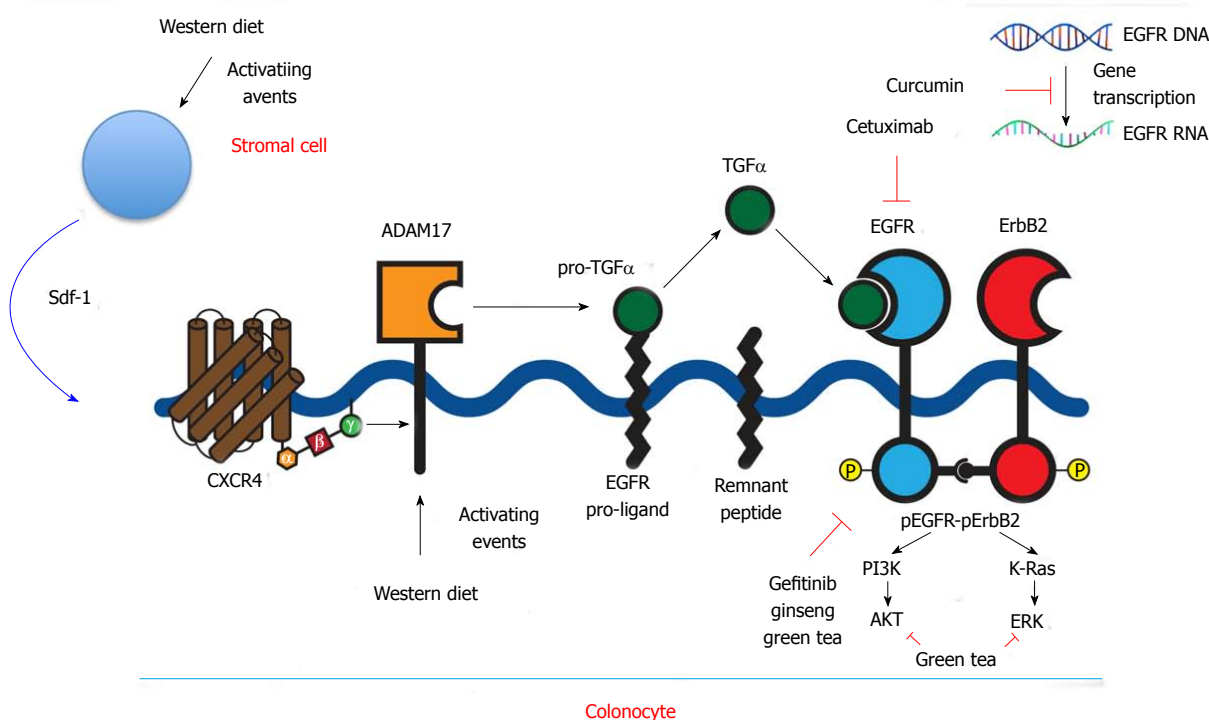 Western diet
Activatiing
avents
Stromal cell
Sdf-1
EGFR DNA
Gene
transcription
EGFR RNA
Curcumin
Cetuximab
TGFα
ADAM17
pro-TGFα
EGFR
ErbB2
CXCR4
α
β
γ
EGFR
pro-ligand
Remnant
peptide
P
P
pEGFR-pErbB2
Activating
events
Western diet
Gefitinib
ginseng
green tea
PI3K
K-Ras
AKT
ERK
Green tea
Colonocyte